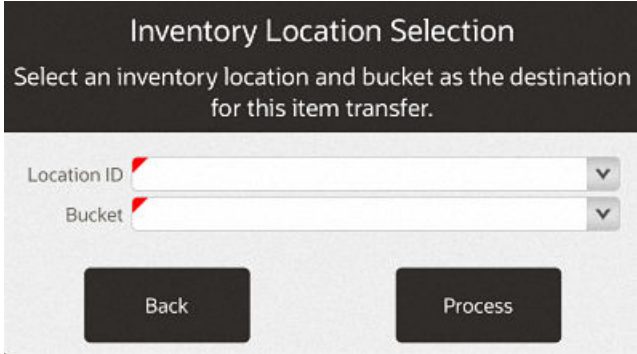 Inventory Location Selection
Select an inventory location and bucket as the destination
for this item transfer.
Location ID
Bucket
Back
Process